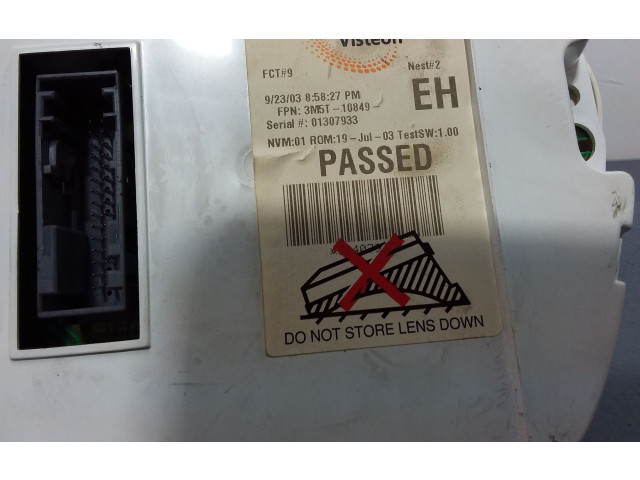 Visteon
FCT#9 Nest#2
9/23/03 8:58:27 PM
FPN: 3M5T-10849- EH
Serial #: 01307933
NVM:01 ROM:19-Jul-03 TestSW:1.00
PASSED
DO NOT STORE LENS DOWN